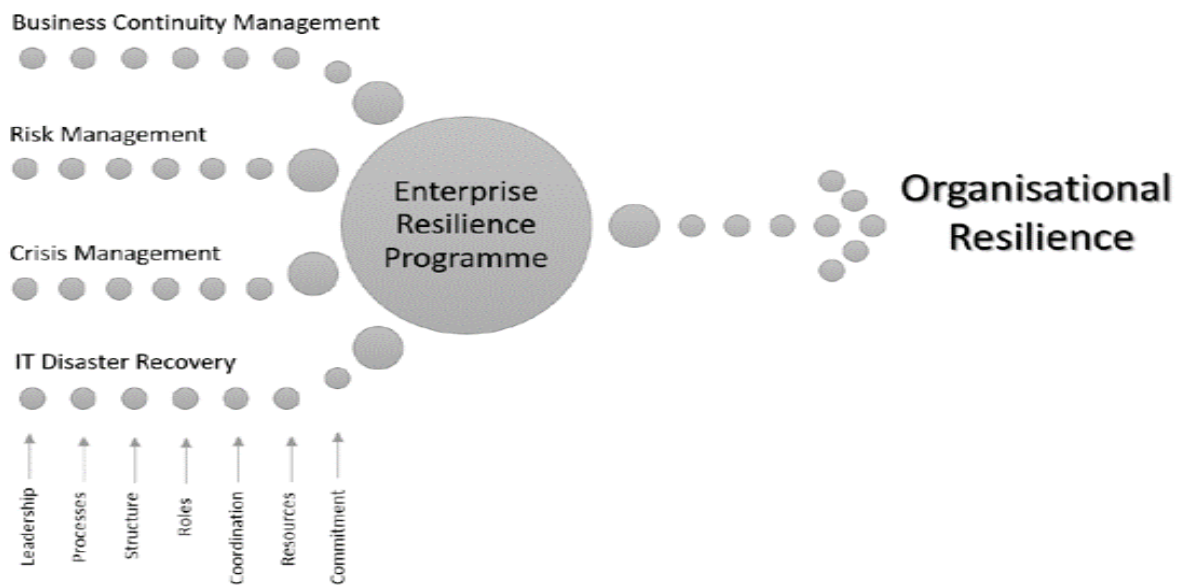 Business Continuity Management
Risk Management
Crisis Management
IT Disaster Recovery
Enterprise
Resilience
Programme
Organisational
Resilience
Leadership
Processes
Structure
Roles
Coordination
Resources
Commitment